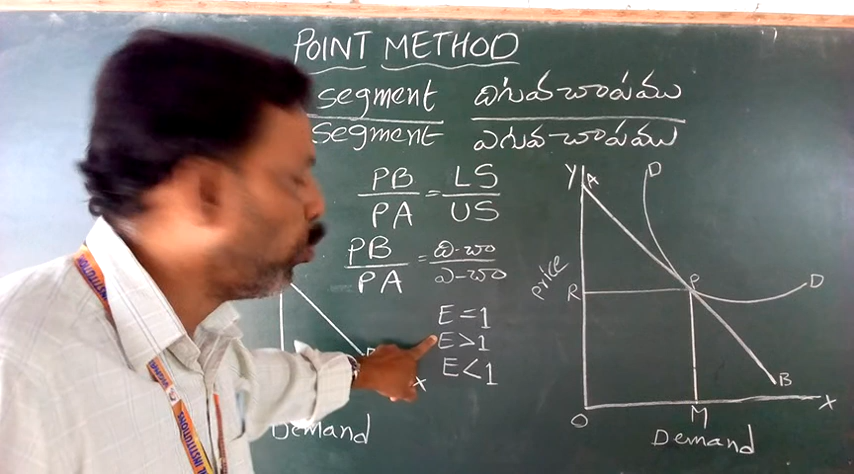 POINT METHOD
segment దిగువ చాపము
segment ఎగువ చాపము
PB = LS
PA US
PB = ది.చా
PA ఎ.చా
E = 1
E > 1
E < 1
X
Demand
Y A D
price
R P D
B
O M X
Demand
INSTITUTIONS